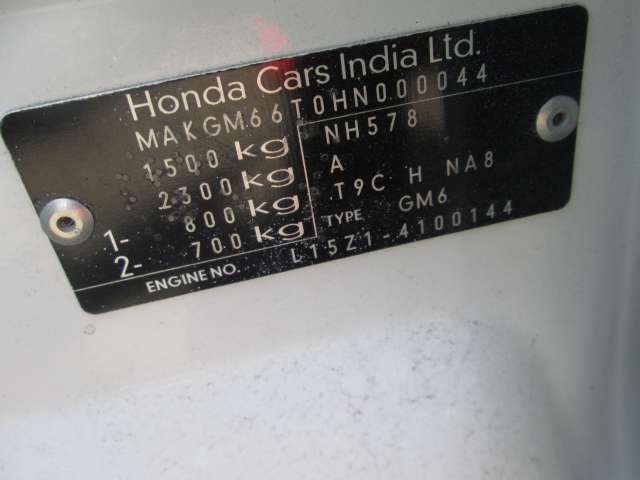 Honda Cars India Ltd.
MAKGM66T0HN000044
1500 kg NH578
2300 kg A
1- 800 kg T9C H NA8
2- 700 kg TYPE GM6
ENGINE NO. L15Z1-4100144